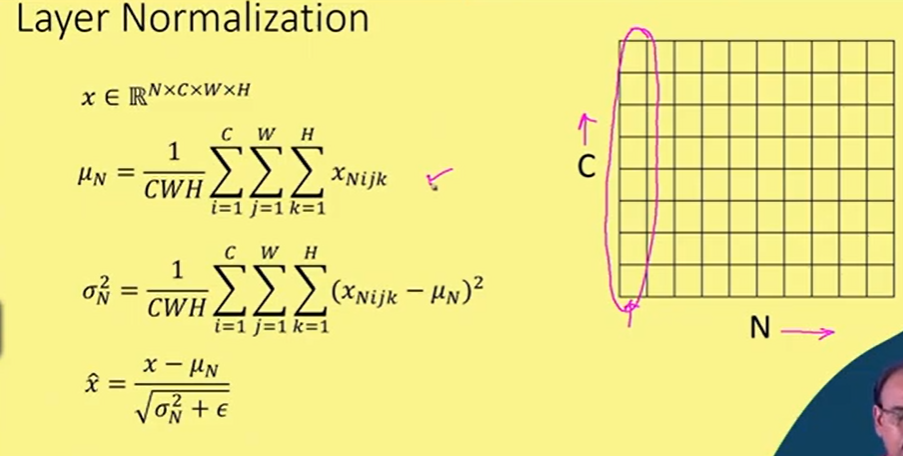 Layer Normalization
x ∈ ℝ^{N×C×W×H}
μ_N = \frac{1}{CWH} \sum_{i=1}^{C} \sum_{j=1}^{W} \sum_{k=1}^{H} x_{Nijk}
σ_N^2 = \frac{1}{CWH} \sum_{i=1}^{C} \sum_{j=1}^{W} \sum_{k=1}^{H} (x_{Nijk} − μ_N)^2
x̂ = \frac{x − μ_N}{\sqrt{σ_N^2 + ϵ}}
C
N